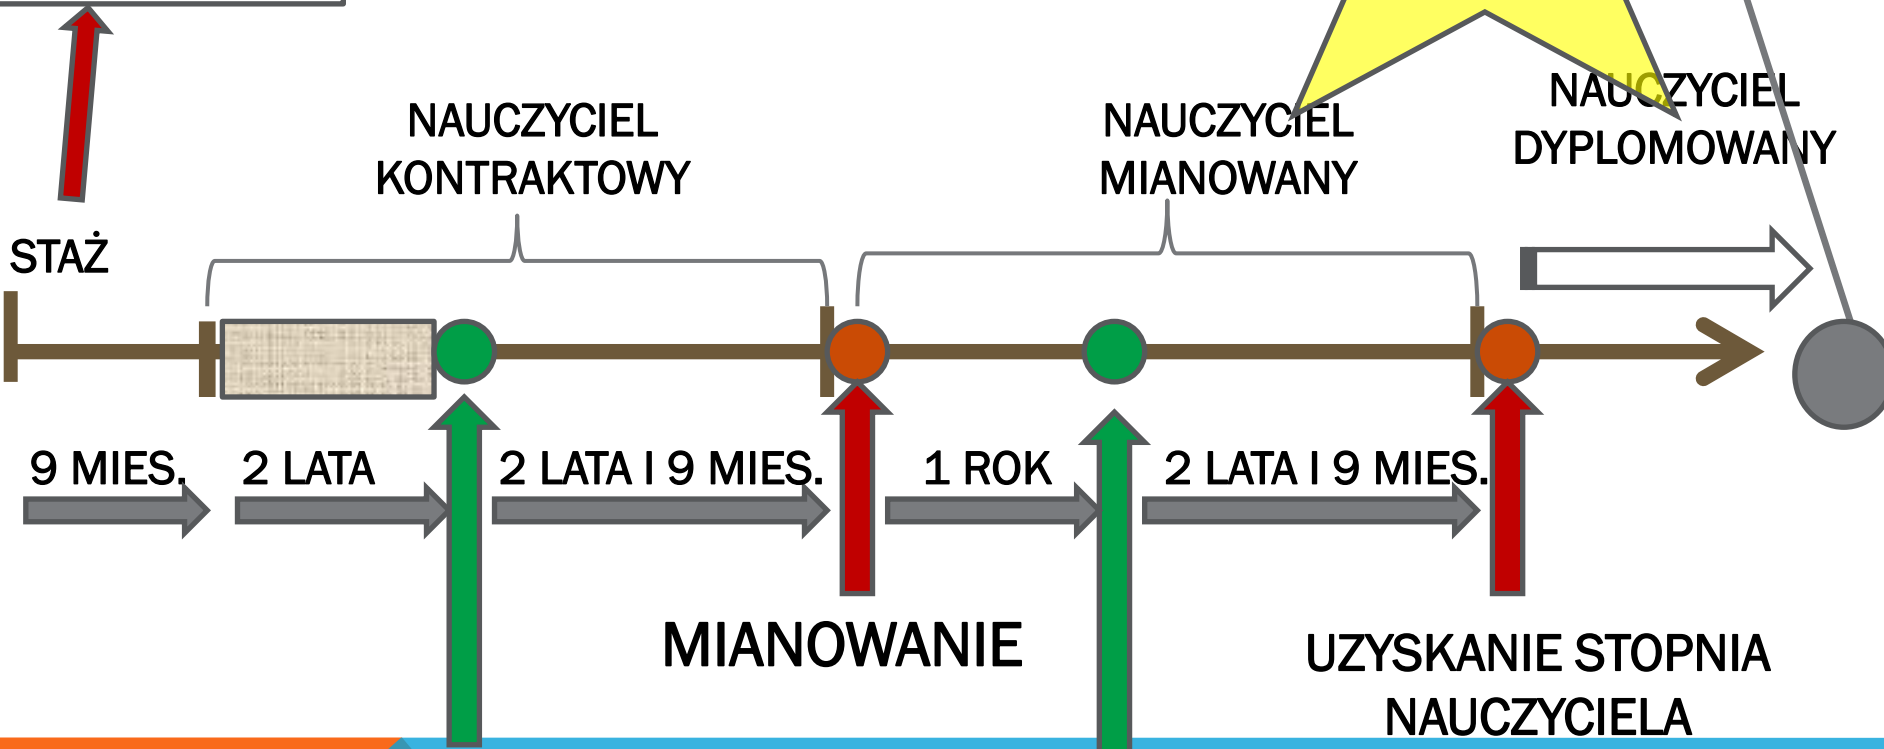 NAUCZYCIEL
KONTRAKTOWY
NAUCZYCIEL
MIANOWANY
NAUCZYCIEL
DYPLOMOWANY
STAŻ
9 MIES.
2 LATA
2 LATA I 9 MIES.
1 ROK
2 LATA I 9 MIES.
MIANOWANIE
UZYSKANIE STOPNIA
NAUCZYCIELA